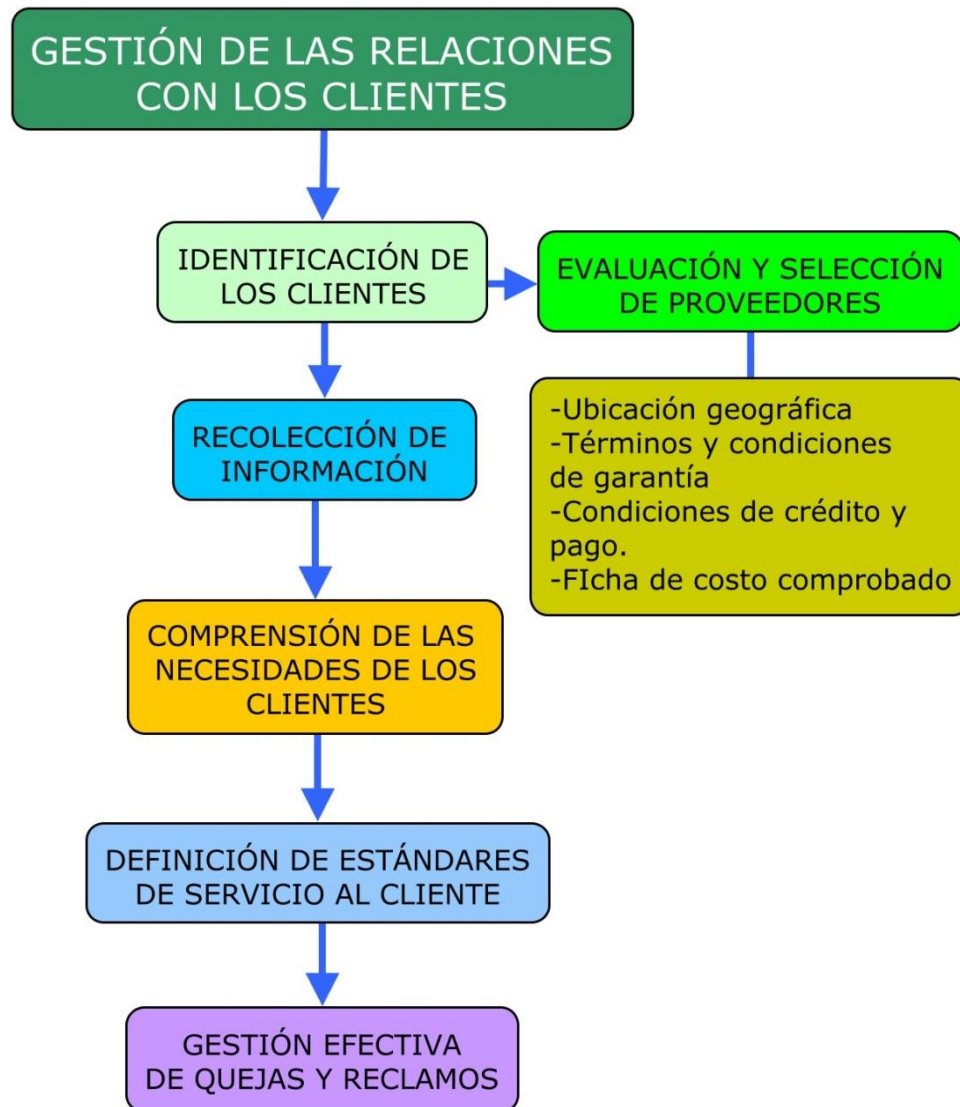 GESTIÓN DE LAS RELACIONES
CON LOS CLIENTES
IDENTIFICACIÓN DE
LOS CLIENTES
EVALUACIÓN Y SELECCIÓN
DE PROVEEDORES
-Ubicación geográfica
-Términos y condiciones
de garantía
-Condiciones de crédito y
pago.
-FIcha de costo comprobado
RECOLECCIÓN DE
INFORMACIÓN
COMPRENSIÓN DE LAS
NECESIDADES DE LOS
CLIENTES
DEFINICIÓN DE ESTÁNDARES
DE SERVICIO AL CLIENTE
GESTIÓN EFECTIVA
DE QUEJAS Y RECLAMOS